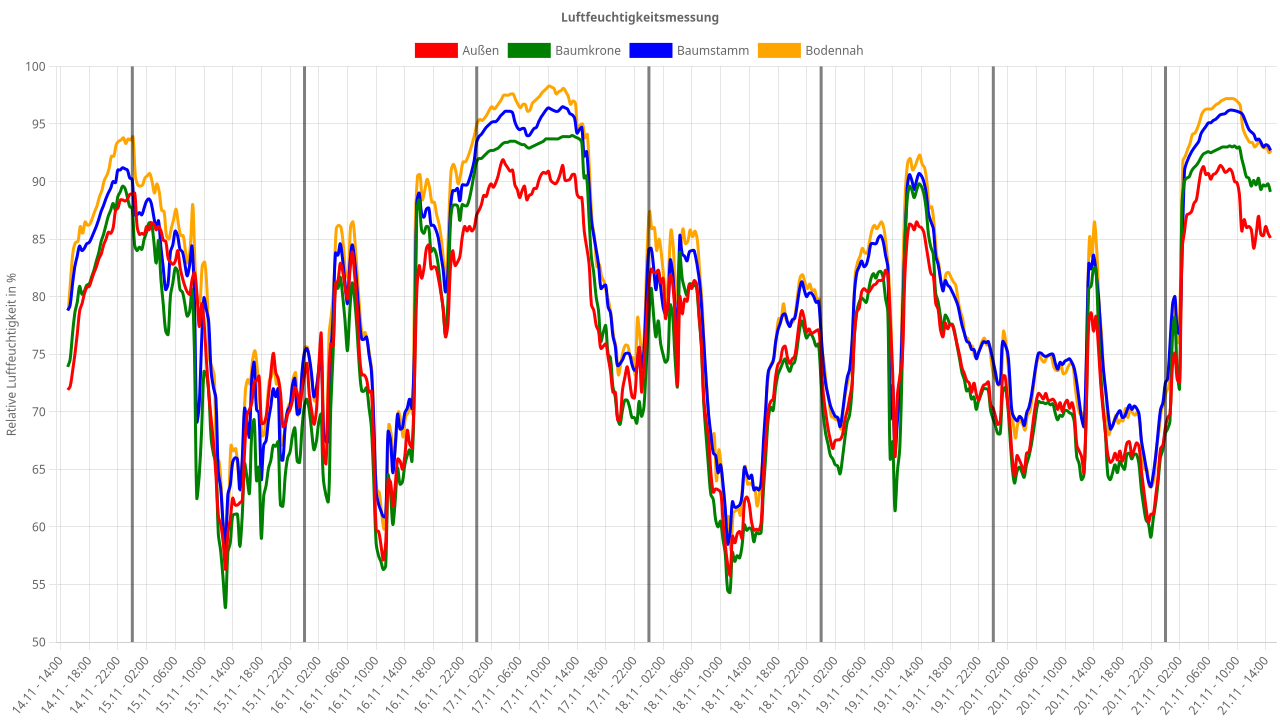 Luftfeuchtigkeitsmessung
Außen Baumkrone Baumstamm Bodennah
Relative Luftfeuchtigkeit in %
100
95
90
85
80
75
70
65
60
55
50
14.11 - 14:00
14.11 - 18:00
14.11 - 22:00
15.11 - 02:00
15.11 - 06:00
15.11 - 10:00
15.11 - 14:00
15.11 - 18:00
15.11 - 22:00
16.11 - 02:00
16.11 - 06:00
16.11 - 10:00
16.11 - 14:00
16.11 - 18:00
16.11 - 22:00
17.11 - 02:00
17.11 - 06:00
17.11 - 10:00
17.11 - 14:00
17.11 - 18:00
17.11 - 22:00
18.11 - 02:00
18.11 - 06:00
18.11 - 10:00
18.11 - 14:00
18.11 - 18:00
18.11 - 22:00
19.11 - 02:00
19.11 - 06:00
19.11 - 10:00
19.11 - 14:00
19.11 - 18:00
19.11 - 22:00
20.11 - 02:00
20.11 - 06:00
20.11 - 10:00
20.11 - 14:00
20.11 - 18:00
20.11 - 22:00
21.11 - 02:00
21.11 - 06:00
21.11 - 10:00
21.11 - 14:00